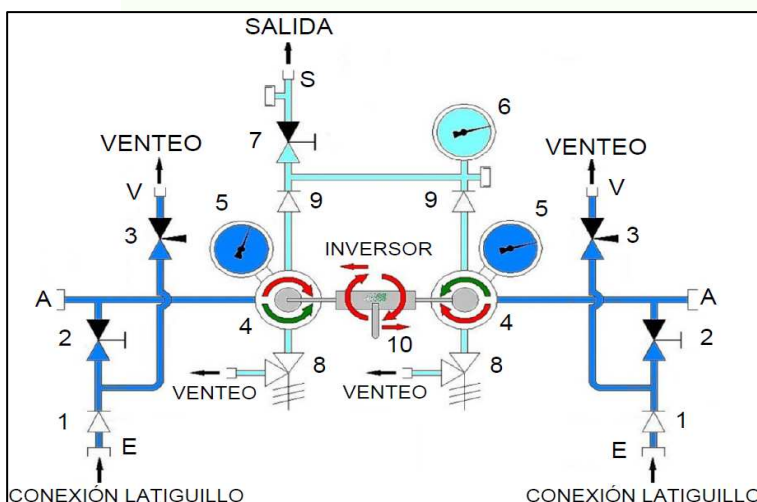 SALIDA
S
6
7
VENTEO
VENTEO
V
V
5
9
9
5
3
3
INVERSOR
A
A
4
4
2
2
10
8
8
VENTEO
VENTEO
1
1
E
E
CONEXIÓN LATIGUILLO
CONEXIÓN LATIGUILLO